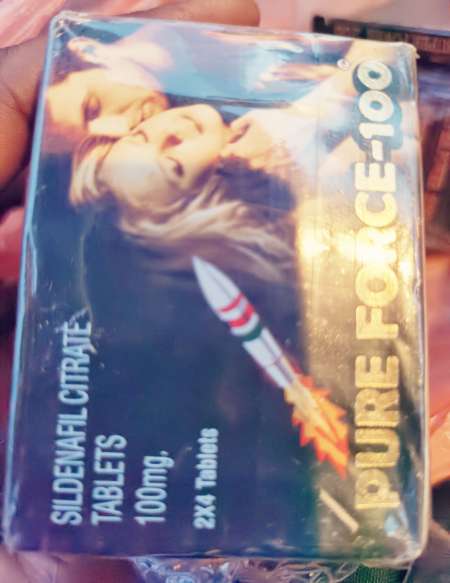 PURE FORCE-100®
SILDENAFIL CITRATE
TABLETS
100mg,
2X4 Tablets